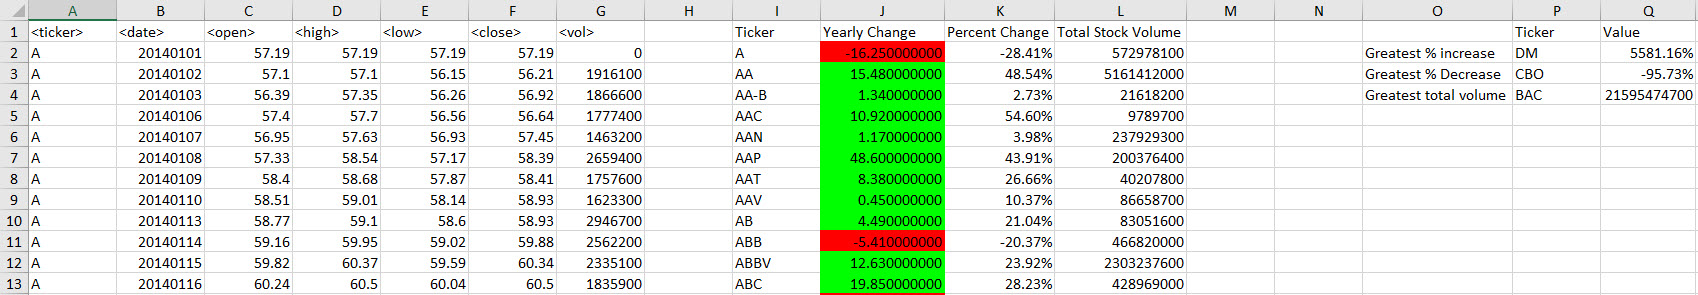 A B C D E F G H I J K L M N O P Q
1 <ticker> <date> <open> <high> <low> <close> <vol> Ticker Yearly Change Percent Change Total Stock Volume Ticker Value
2 A 20140101 57.19 57.19 57.19 57.19 0 A -16.250000000 -28.41% 572978100 Greatest % increase DM 5581.16%
3 A 20140102 57.1 57.1 56.15 56.21 1916100 AA 15.480000000 48.54% 5161412000 Greatest % Decrease CBO -95.73%
4 A 20140103 56.39 57.35 56.26 56.92 1866600 AA-B 1.340000000 2.73% 21618200 Greatest total volume BAC 21595474700
5 A 20140106 57.4 57.7 56.56 56.64 1777400 AAC 10.920000000 54.60% 9789700
6 A 20140107 56.95 57.63 56.93 57.45 1463200 AAN 1.170000000 3.98% 237929300
7 A 20140108 57.33 58.54 57.17 58.39 2659400 AAP 48.600000000 43.91% 200376400
8 A 20140109 58.4 58.68 57.87 58.41 1757600 AAT 8.380000000 26.66% 40207800
9 A 20140110 58.51 59.01 58.14 58.93 1623300 AAV 0.450000000 10.37% 86658700
10 A 20140113 58.77 59.1 58.6 58.93 2946700 AB 4.490000000 21.04% 83051600
11 A 20140114 59.16 59.95 59.02 59.88 2562200 ABB -5.410000000 -20.37% 466820000
12 A 20140115 59.82 60.37 59.59 60.34 2335100 ABBV 12.630000000 23.92% 2303237600
13 A 20140116 60.24 60.5 60.04 60.5 1835900 ABC 19.850000000 28.23% 428969000